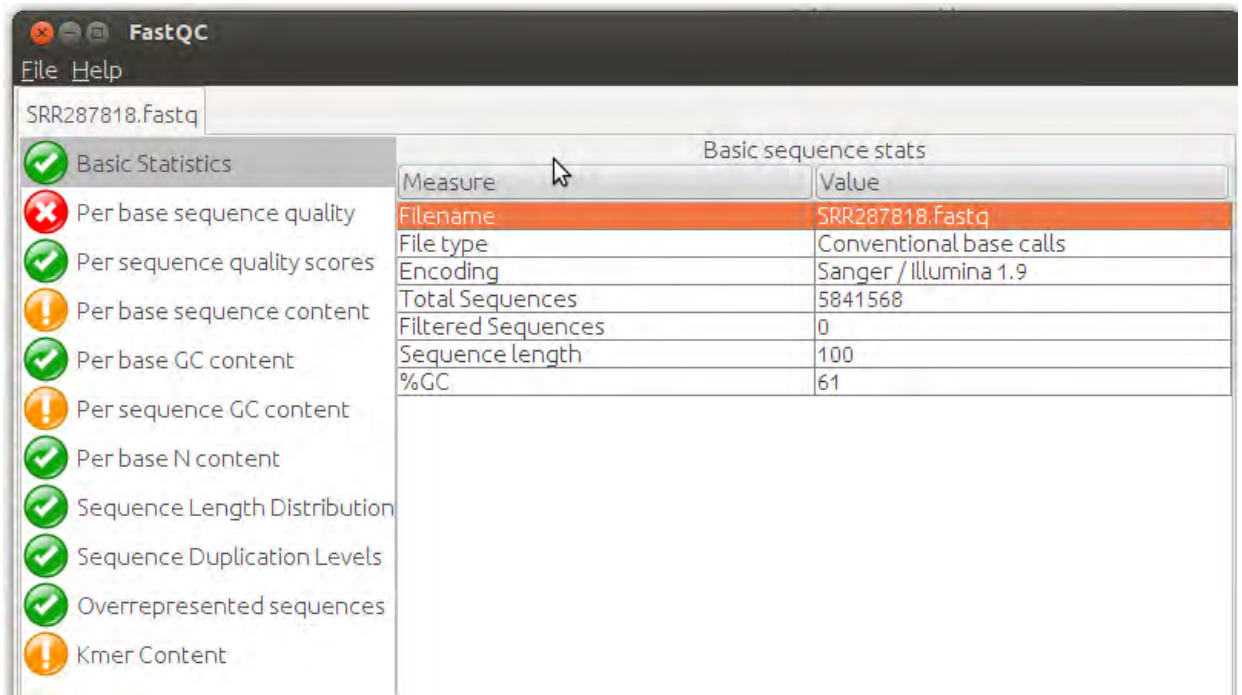 FastQC
File Help
SRR287818.fastq
Basic Statistics
Per base sequence quality
Per sequence quality scores
Per base sequence content
Per base GC content
Per sequence GC content
Per base N content
Sequence Length Distribution
Sequence Duplication Levels
Overrepresented sequences
Kmer Content
Basic sequence stats
Measure Value
Filename SRR287818.fastq
File type Conventional base calls
Encoding Sanger / Illumina 1.9
Total Sequences 5841568
Filtered Sequences 0
Sequence length 100
%GC 61